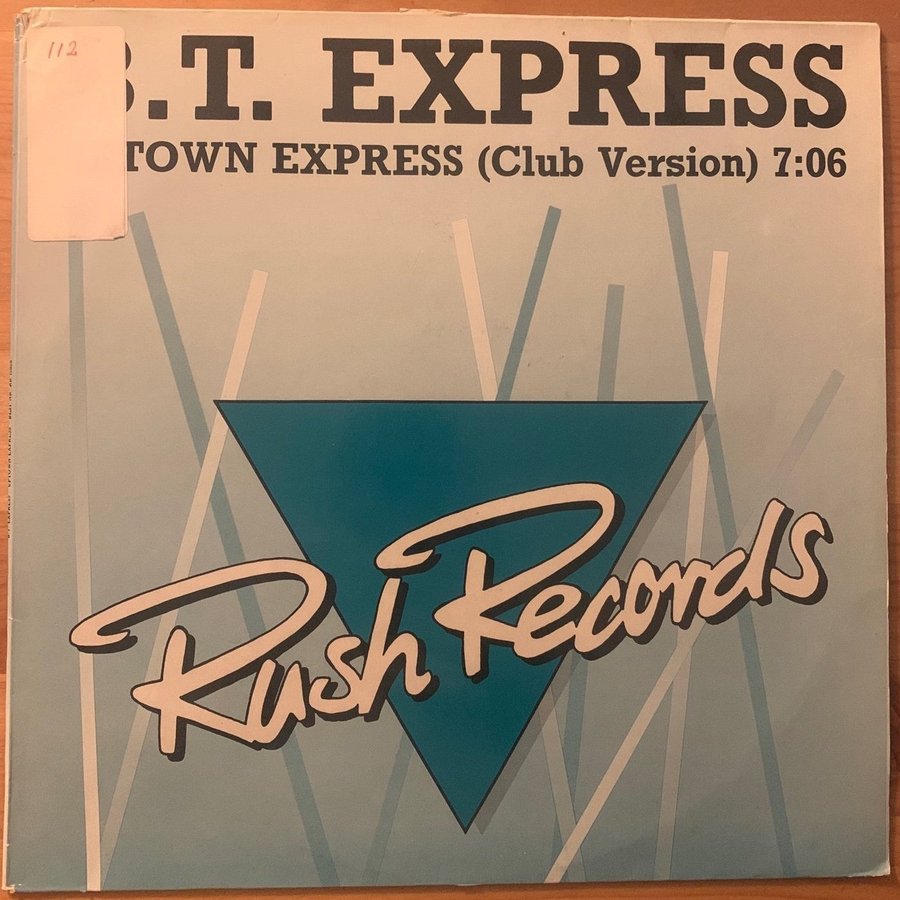 112
B.T. EXPRESS
TOWN EXPRESS (Club Version) 7:06
Rush Records